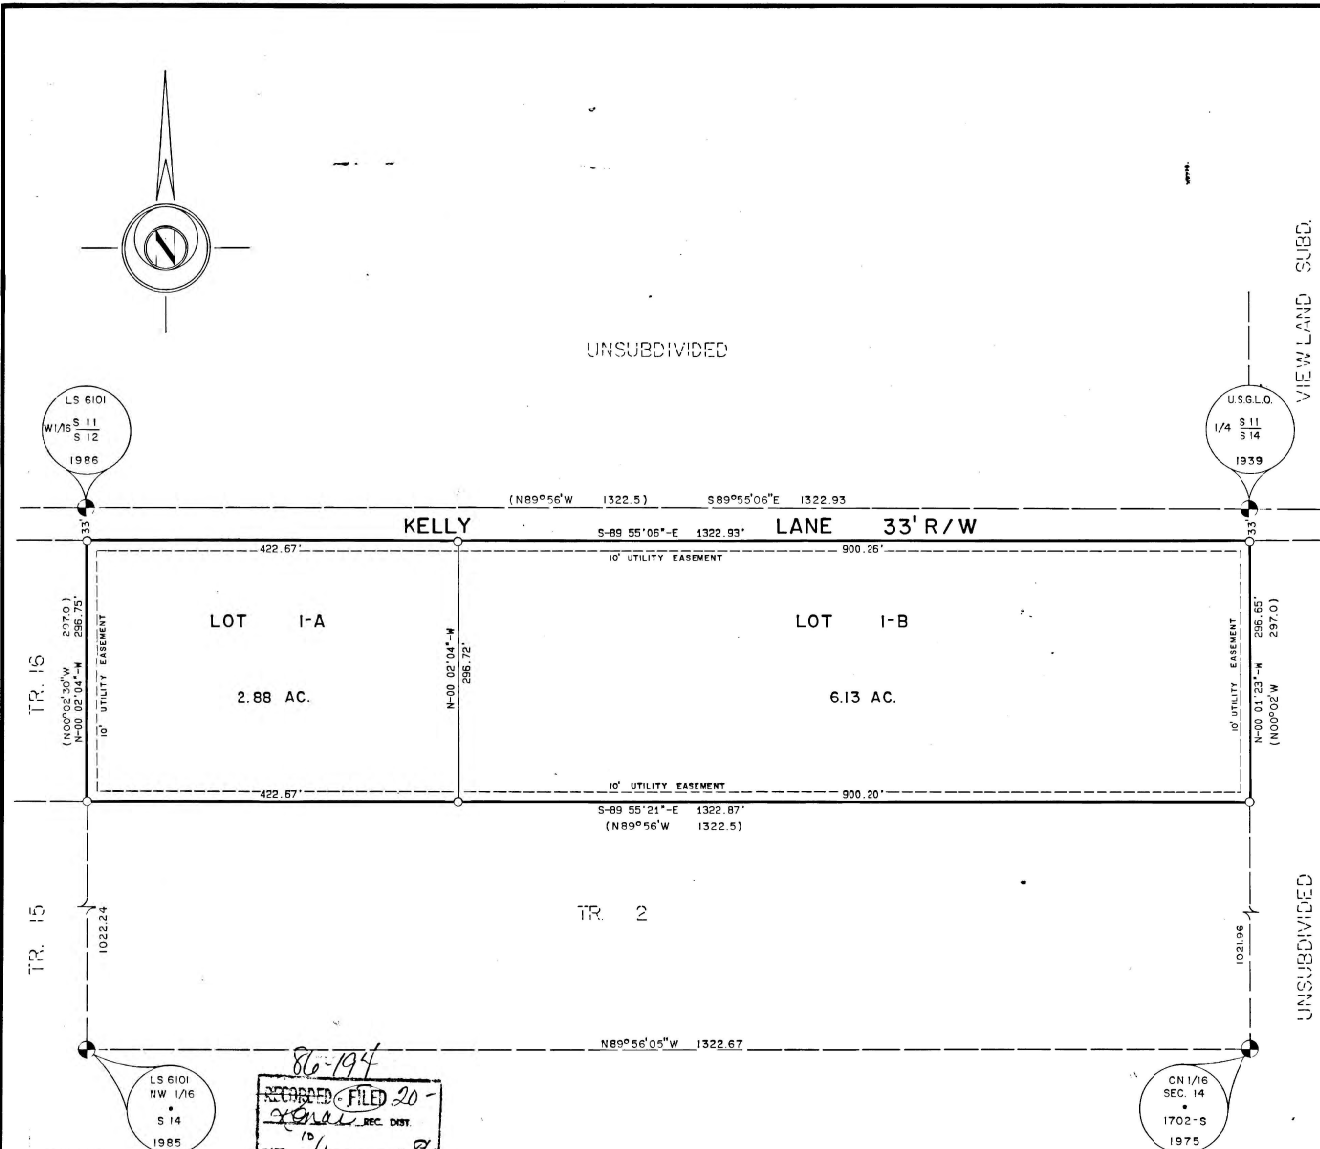 N
VIEWLAND SUBD.
UNSUBDIVIDED
LS 6101
W1/16 S 11
S 12
1986
U.S.G.L.O.
1/4 S 11
S 14
1939
(N89°56'W 1322.5) S89°55'06"E 1322.93
33'
KELLY LANE 33' R/W
33'
S-89 55'06"-E 1322.93'
422.67'
900.26'
10' UTILITY EASEMENT
LOT 1-A
2.88 AC.
LOT 1-B
6.13 AC.
TR. 16
(N00°02'30"W 297.0)
N-00 02'04"-W 296.75'
10' UTILITY EASEMENT
N-00 02'04"-W
296.72'
10' UTILITY EASEMENT
N-00 01'23"-W 296.65'
(N00°02'W 297.0)
10' UTILITY EASEMENT
422.67'
900.20'
S-89 55'21"-E 1322.87'
(N89°56'W 1322.5)
TR. 15
1022.24
TR. 2
1021.96
UNSUBDIVIDED
N89°56'05"W 1322.67
LS 6101
NW 1/16
S 14
1985
86-194
RECORDED - FILED 20-
Kenai REC. DIST.
CN 1/16
SEC. 14
1702-S
1975